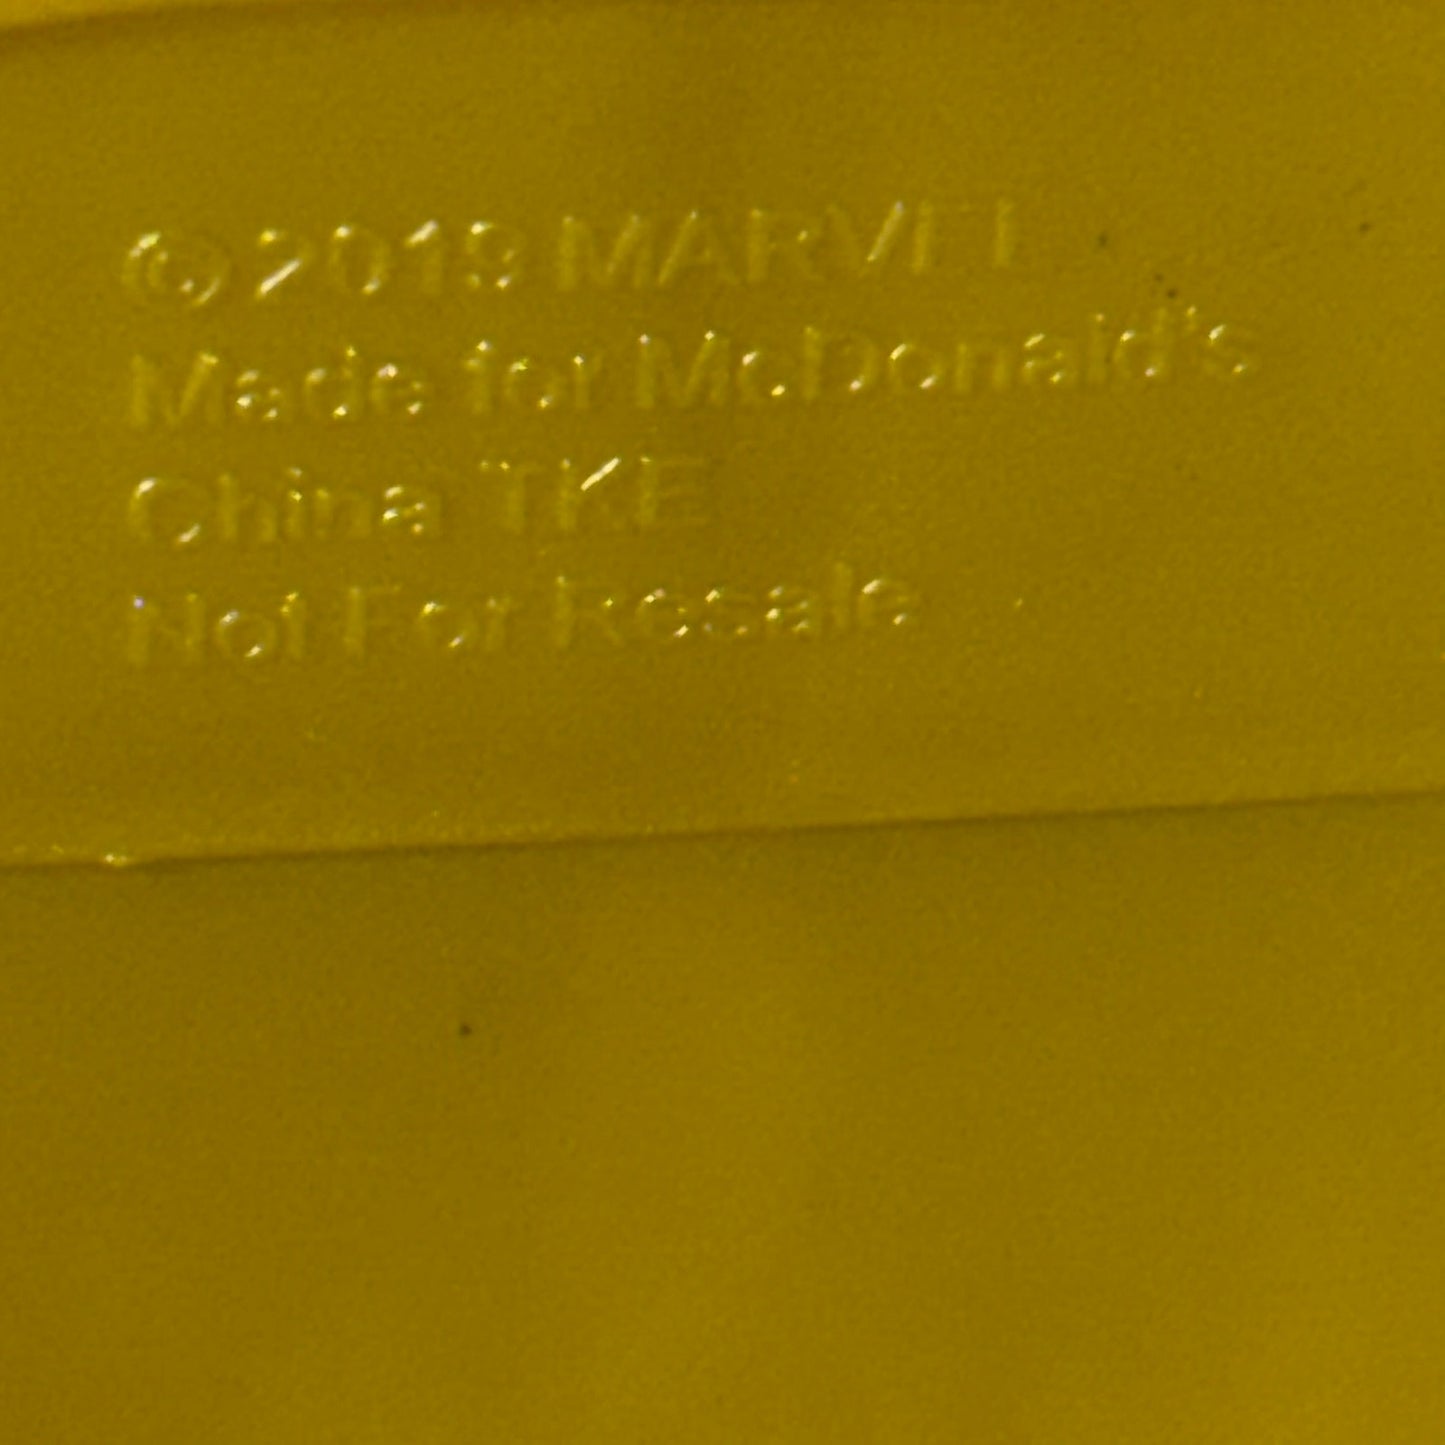 © 2019 MARVEL
Made for McDonald's
China TKE
Not For Resale